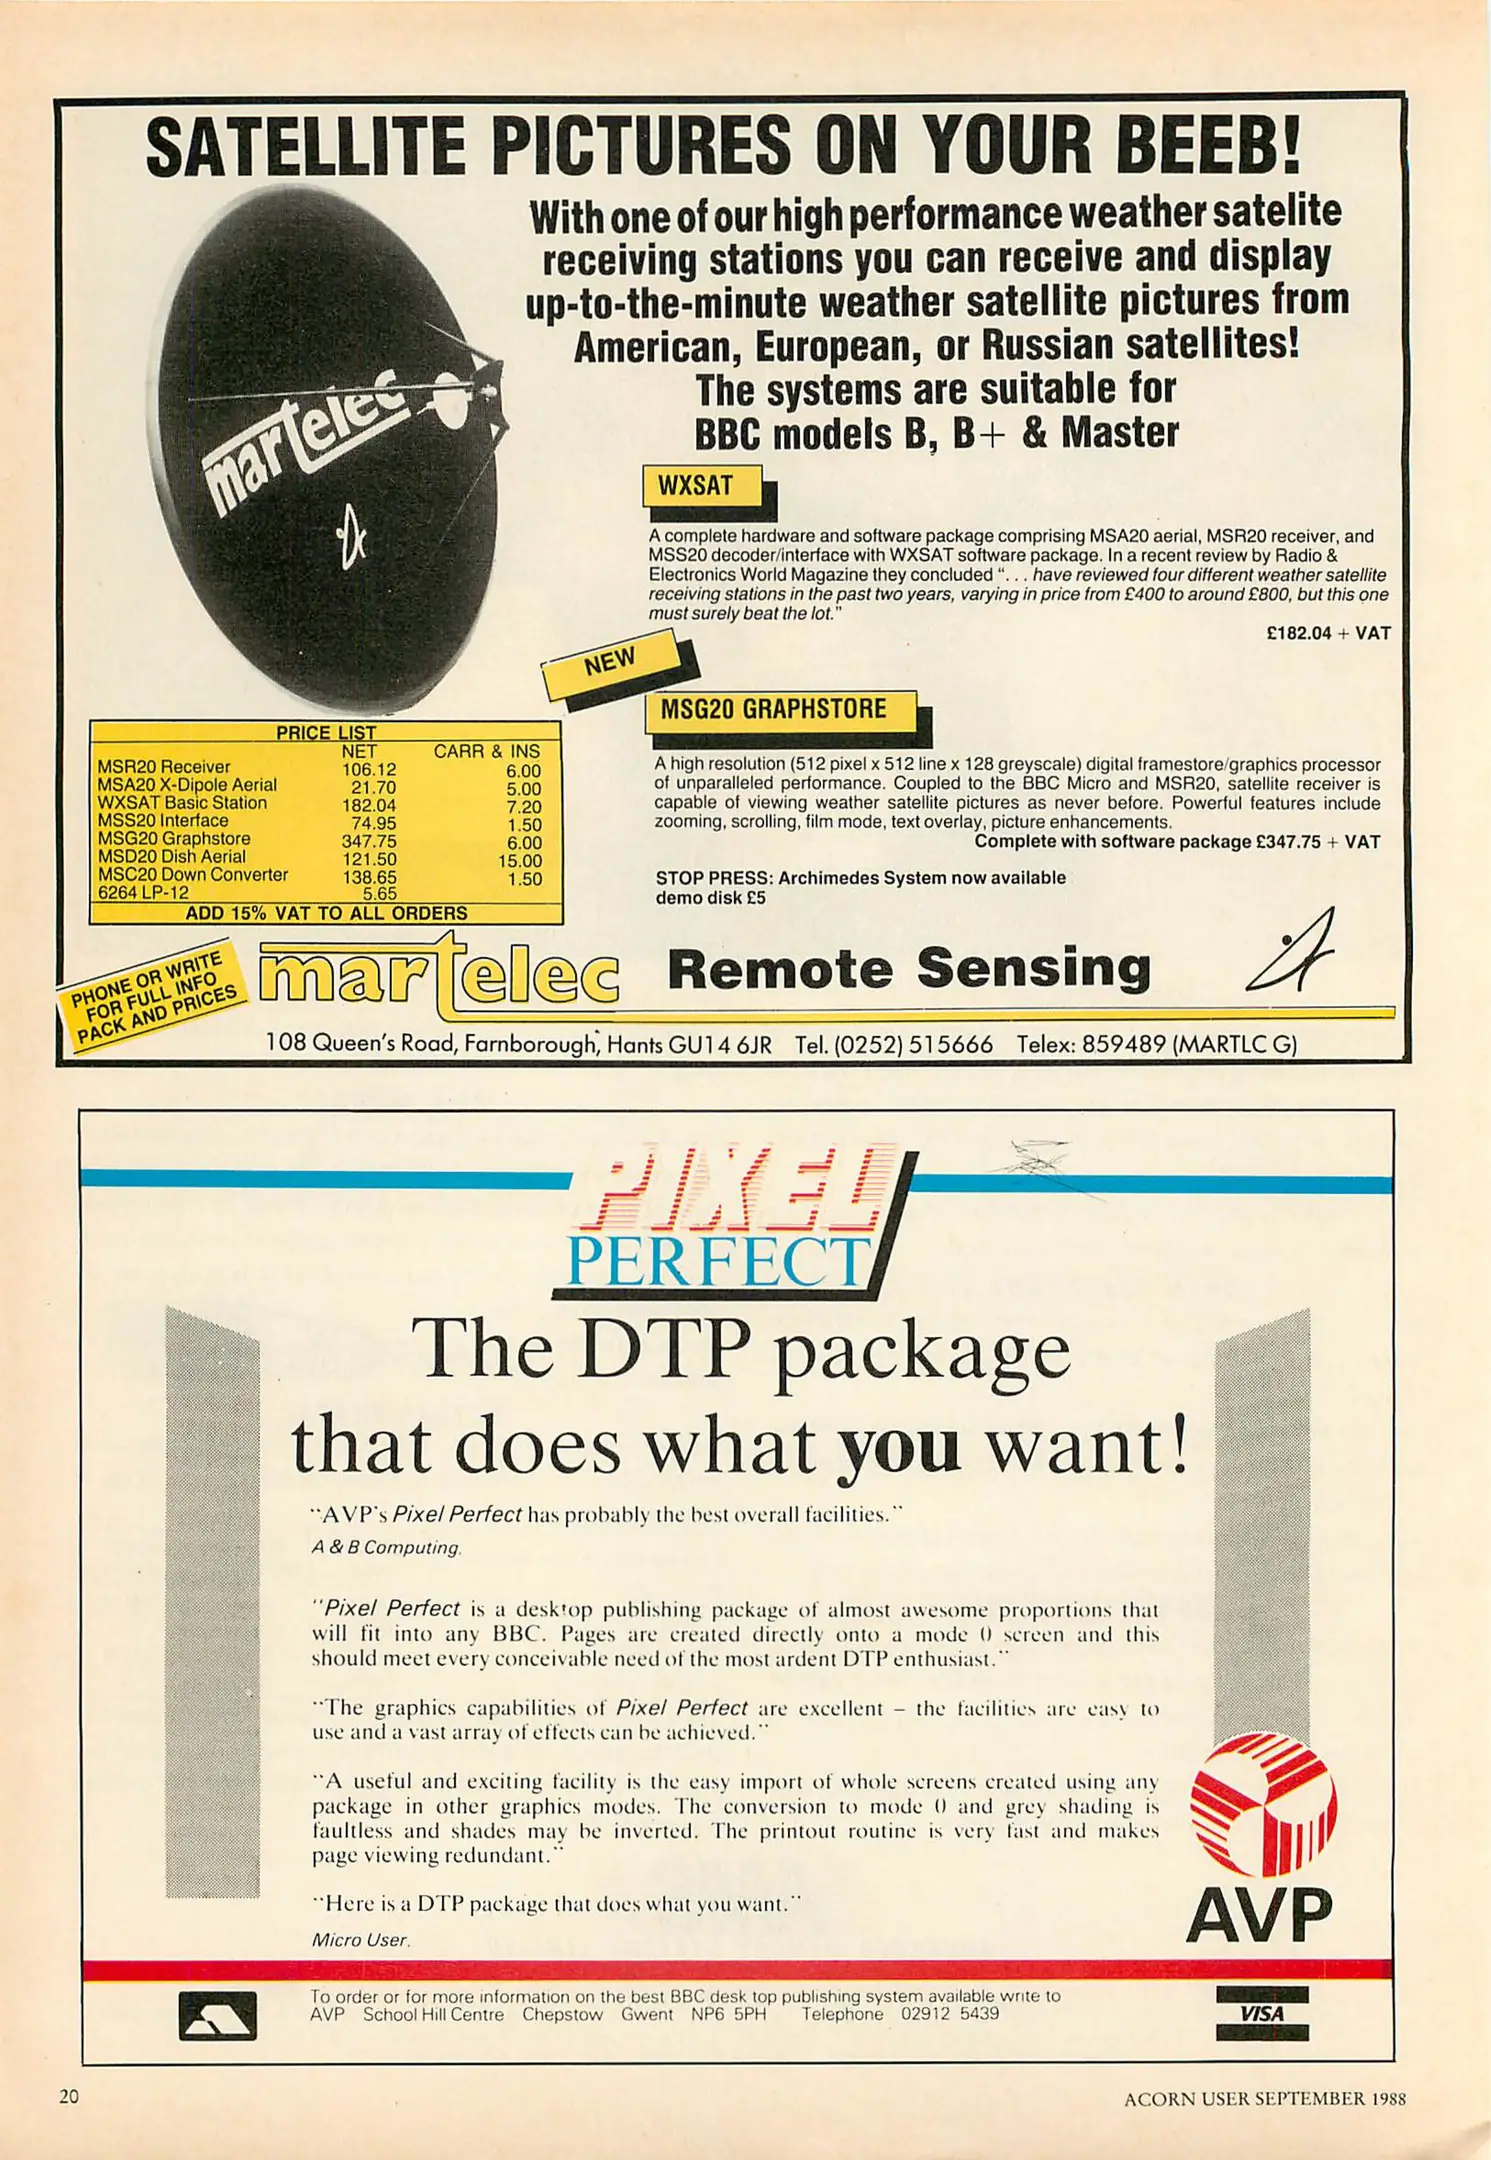 SATELLITE PICTURES ON YOUR BEEB!
With one of our high performance weather satelite
receiving stations you can receive and display
up-to-the-minute weather satellite pictures from
American, European, or Russian satellites!
The systems are suitable for
BBC models B, B+ & Master
martelec
WXSAT
A complete hardware and software package comprising MSA20 aerial, MSR20 receiver, and
MSS20 decoder/interface with WXSAT software package. In a recent review by Radio &
Electronics World Magazine they concluded “. . . have reviewed four different weather satellite
receiving stations in the past two years, varying in price from £400 to around £800, but this one
must surely beat the lot.”
£182.04 + VAT
NEW
MSG20 GRAPHSTORE
A high resolution (512 pixel x 512 line x 128 greyscale) digital framestore/graphics processor
of unparalleled performance. Coupled to the BBC Micro and MSR20, satellite receiver is
capable of viewing weather satellite pictures as never before. Powerful features include
zooming, scrolling, film mode, text overlay, picture enhancements.
Complete with software package £347.75 + VAT
STOP PRESS: Archimedes System now available
demo disk £5
PRICE LIST
NET CARR & INS
MSR20 Receiver 106.12 6.00
MSA20 X-Dipole Aerial 21.70 5.00
WXSAT Basic Station 182.04 7.20
MSS20 Interface 74.95 1.50
MSG20 Graphstore 347.75 6.00
MSD20 Dish Aerial 121.50 15.00
MSC20 Down Converter 138.65 1.50
6264 LP-12 5.65
ADD 15% VAT TO ALL ORDERS
PHONE OR WRITE
FOR FULL INFO
PACK AND PRICES
martelec Remote Sensing
108 Queen's Road, Farnborough, Hants GU14 6JR Tel. (0252) 515666 Telex: 859489 (MARTLC G)
PIXEL
PERFECT
The DTP package
that does what you want!
“AVP's Pixel Perfect has probably the best overall facilities.”
A & B Computing.
“Pixel Perfect is a desktop publishing package of almost awesome proportions that
will fit into any BBC. Pages are created directly onto a mode 0 screen and this
should meet every conceivable need of the most ardent DTP enthusiast.”
“The graphics capabilities of Pixel Perfect are excellent – the facilities are easy to
use and a vast array of effects can be achieved.”
“A useful and exciting facility is the easy import of whole screens created using any
package in other graphics modes. The conversion to mode 0 and grey shading is
faultless and shades may be inverted. The printout routine is very fast and makes
page viewing redundant.”
“Here is a DTP package that does what you want.”
Micro User.
AVP
To order or for more information on the best BBC desk top publishing system available write to
AVP School Hill Centre Chepstow Gwent NP6 5PH Telephone 02912 5439
VISA
20
ACORN USER SEPTEMBER 1988